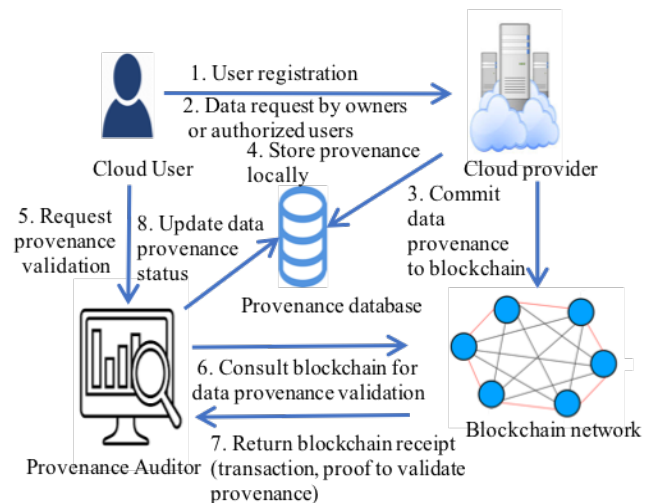 1. User registration
2. Data request by owners
or authorized users
Cloud User
4. Store provenance
locally
Cloud provider
3. Commit
data
provenance
to blockchain
5. Request
provenance
validation
8. Update data
provenance
status
Provenance database
6. Consult blockchain for
data provenance validation
7. Return blockchain receipt
(transaction, proof to validate
provenance)
Provenance Auditor
Blockchain network